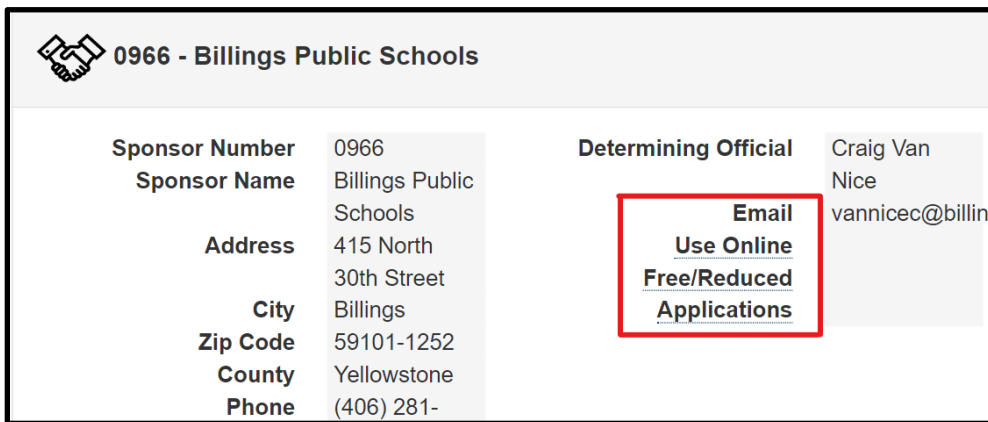 0966 - Billings Public Schools
Sponsor Number 0966
Sponsor Name Billings Public
Schools
Address 415 North
30th Street
City Billings
Zip Code 59101-1252
County Yellowstone
Phone (406) 281-
Determining Official Craig Van
Nice
Email vannicec@billin
Use Online
Free/Reduced
Applications